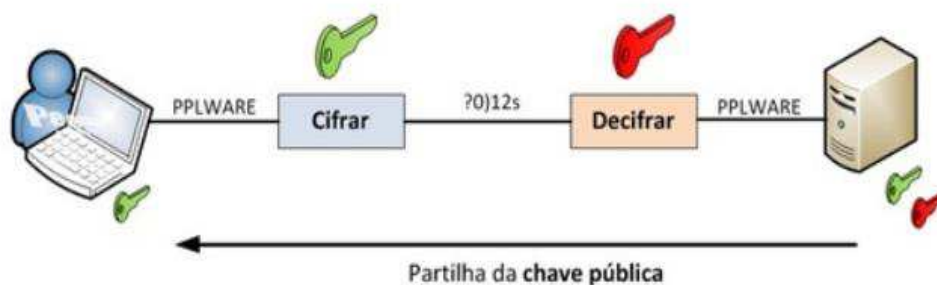 PPLWARE
Cifrar
?0)12s
Decifrar
PPLWARE
Partilha da chave pública